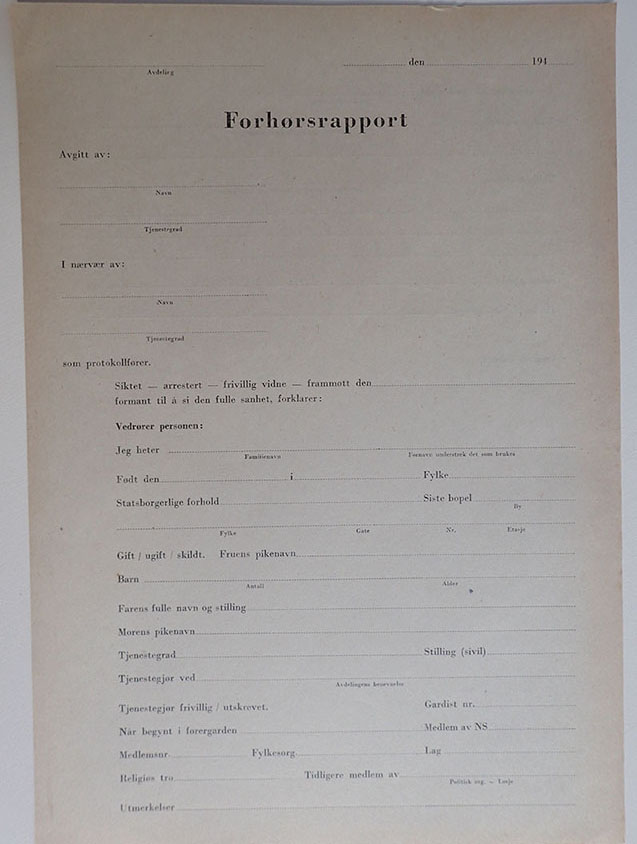 den 194
Avdeling
Forhørsrapport
Avgitt av:
Navn
Tjenestegrad
I nærvær av:
Navn
Tjenestegrad
som protokollfører.
Siktet — arrestert — frivillig vidne — frammøtt den
formant til å si den fulle sanhet, forklarer:
Vedrører personen:
Jeg heter
Familienavn Fornavn understrek det som brukes
Født den i Fylke
Statsborgerlige forhold Siste bopel
By
Fylke Gate Nr. Etasje
Gift / ugift / skildt. Fruens pikenavn
Barn
Antall Alder
Farens fulle navn og stilling
Morens pikenavn
Tjenestegrad Stilling (sivil)
Tjenestegjør ved
Avdelingens benevnelse
Tjenestegjør frivillig / utskrevet. Gardist nr.
Når begynt i førergarden Medlem av NS
Medlemsnr. Fylkesorg. Lag
Religiøs tro Tidligere medlem av
Politisk org. – Losje
Utmerkelser